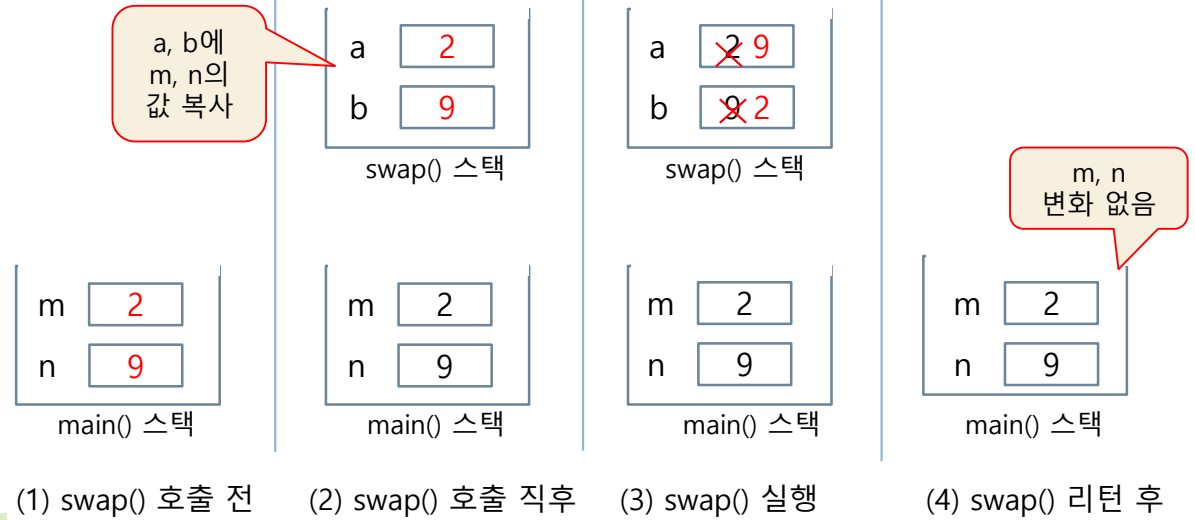 a, b에
m, n의
값 복사
a 2
b 9
swap() 스택
a 2 9
b 9 2
swap() 스택
m, n
변화 없음
m 2
n 9
main() 스택
m 2
n 9
main() 스택
m 2
n 9
main() 스택
m 2
n 9
main() 스택
(1) swap() 호출 전
(2) swap() 호출 직후
(3) swap() 실행
(4) swap() 리턴 후